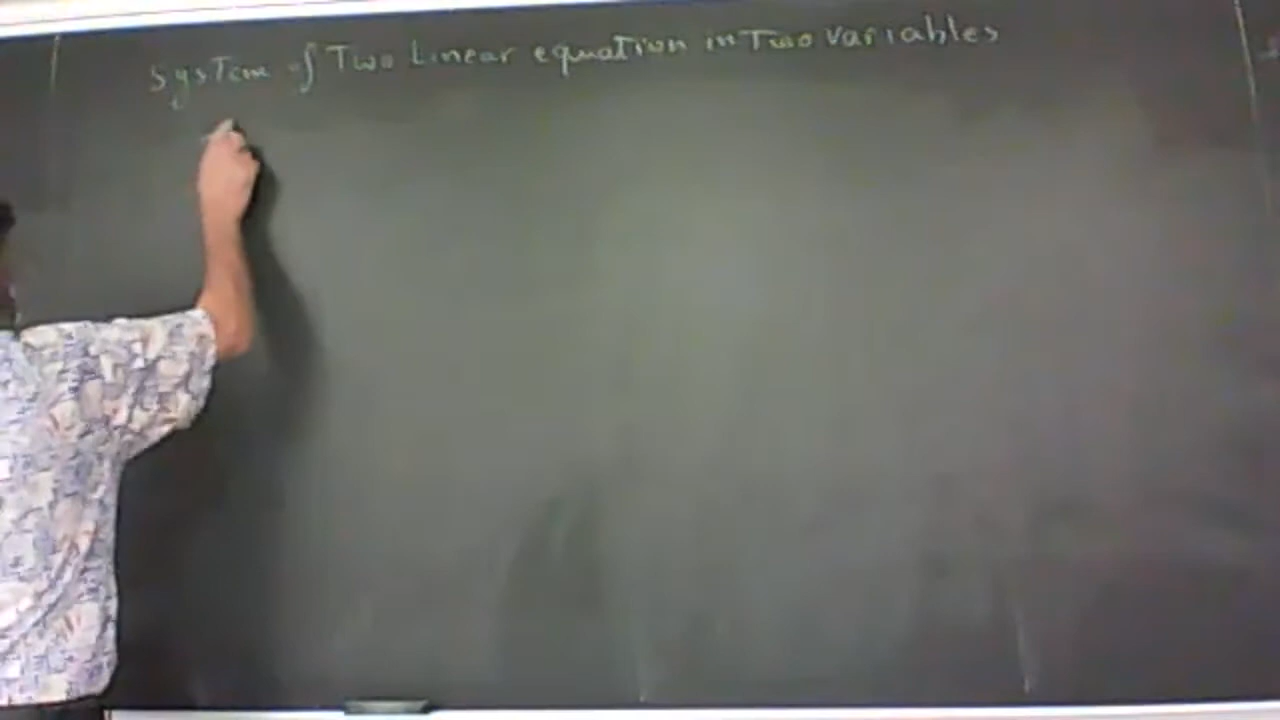 System of Two Linear equation in Two variables